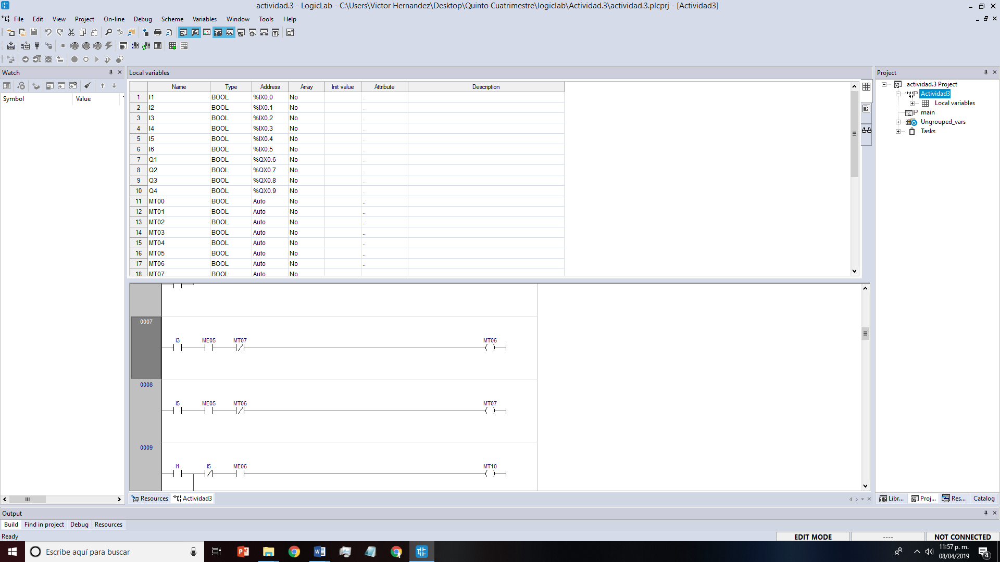 actividad.3 - LogicLab - C:\Users\Victor Hernandez\Desktop\Quinto Cuatrimestre\logiclab\Actividad.3\actividad.3.plcprj - [Actividad3]
File Edit View Project On-line Debug Scheme Variables Window Tools Help
Watch
Symbol Value
Local variables
Name Type Address Array Init value Attribute Description
1 I1 BOOL %IX0.0 No ..
2 I2 BOOL %IX0.1 No ..
3 I3 BOOL %IX0.2 No ..
4 I4 BOOL %IX0.3 No ..
5 I5 BOOL %IX0.4 No ..
6 I6 BOOL %IX0.5 No ..
7 Q1 BOOL %QX0.6 No ..
8 Q2 BOOL %QX0.7 No ..
9 Q3 BOOL %QX0.8 No ..
10 Q4 BOOL %QX0.9 No ..
11 MT00 BOOL Auto No ..
12 MT01 BOOL Auto No ..
13 MT02 BOOL Auto No ..
14 MT03 BOOL Auto No ..
15 MT04 BOOL Auto No ..
16 MT05 BOOL Auto No ..
17 MT06 BOOL Auto No ..
18 MT07 BOOL Auto No
0007
I3 ME05 MT07 MT06
0008
I5 ME05 MT06 MT07
0009
I1 I5 ME06 MT10
Resources Actividad3
Project
actividad.3 Project
Actividad3
Local variables
main
Ungrouped_vars
Tasks
Libr... Proj... Res... Catalog
Output
Build Find in project Debug Resources
Ready
EDIT MODE ---- NOT CONNECTED
Escribe aquí para buscar
11:57 p. m.
08/04/2019
4